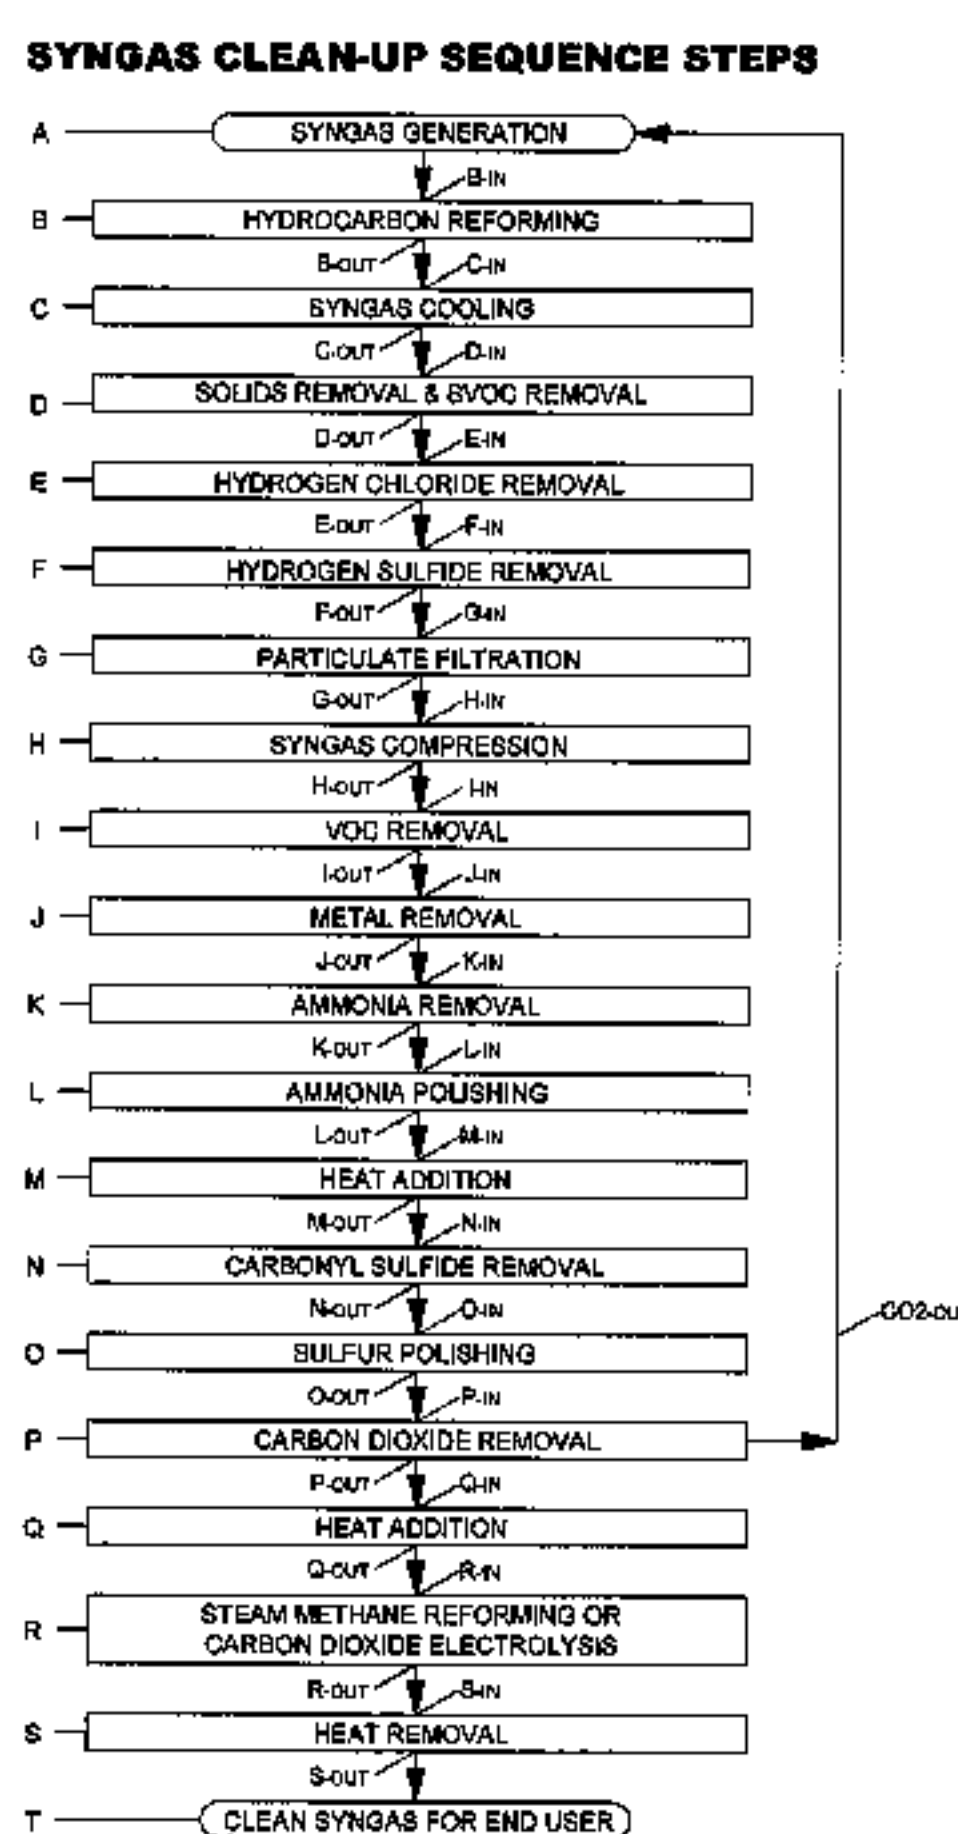 SYNGAS CLEAN-UP SEQUENCE STEPS
A SYNGAS GENERATION
B-IN
B HYDROCARBON REFORMING
B-OUT C-IN
C SYNGAS COOLING
C-OUT D-IN
D SOLIDS REMOVAL & SVOC REMOVAL
D-OUT E-IN
E HYDROGEN CHLORIDE REMOVAL
E-OUT F-IN
F HYDROGEN SULFIDE REMOVAL
F-OUT G-IN
G PARTICULATE FILTRATION
G-OUT H-IN
H SYNGAS COMPRESSION
H-OUT I-IN
I VOC REMOVAL
I-OUT J-IN
J METAL REMOVAL
J-OUT K-IN
K AMMONIA REMOVAL
K-OUT L-IN
L AMMONIA POLISHING
L-OUT M-IN
M HEAT ADDITION
M-OUT N-IN
N CARBONYL SULFIDE REMOVAL
N-OUT O-IN
CO2-OU
O SULFUR POLISHING
O-OUT P-IN
P CARBON DIOXIDE REMOVAL
P-OUT Q-IN
Q HEAT ADDITION
Q-OUT R-IN
R STEAM METHANE REFORMING OR
CARBON DIOXIDE ELECTROLYSIS
R-OUT S-IN
S HEAT REMOVAL
S-OUT
T CLEAN SYNGAS FOR END USER